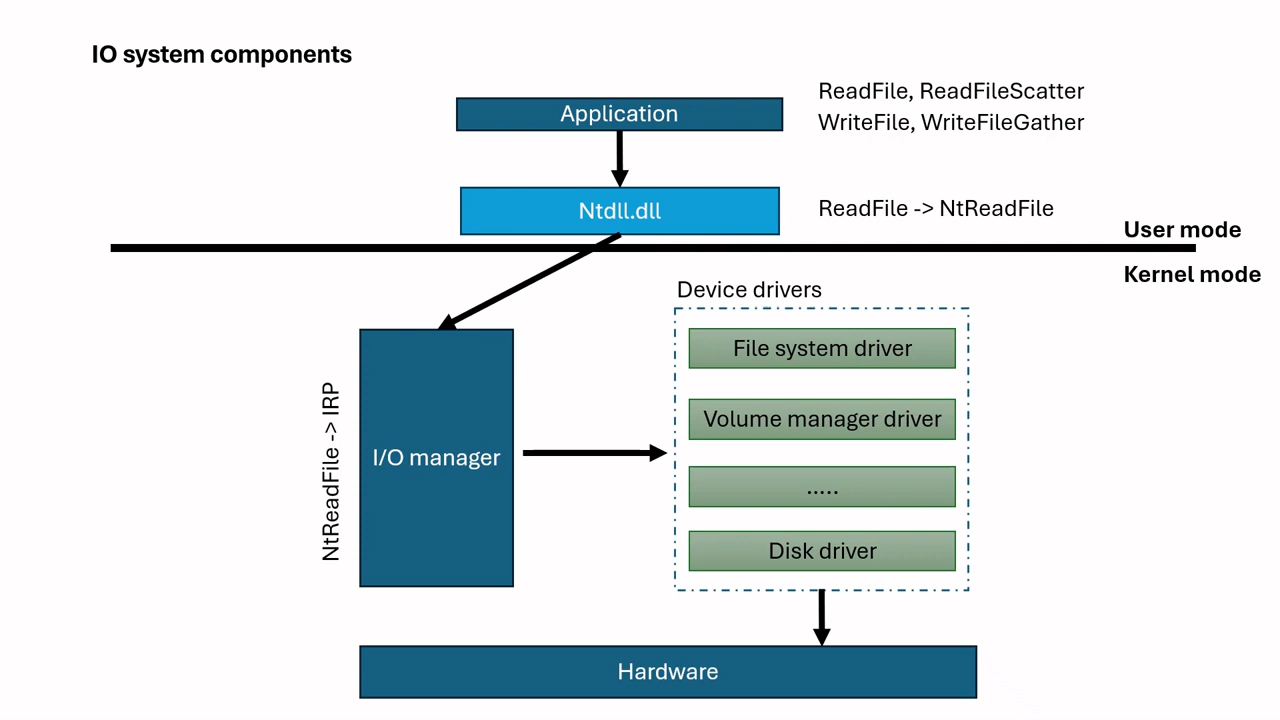 IO system components
Application
ReadFile, ReadFileScatter
WriteFile, WriteFileGather
Ntdll.dll
ReadFile -> NtReadFile
User mode
Kernel mode
Device drivers
File system driver
Volume manager driver
.....
Disk driver
NtReadFile -> IRP
I/O manager
Hardware